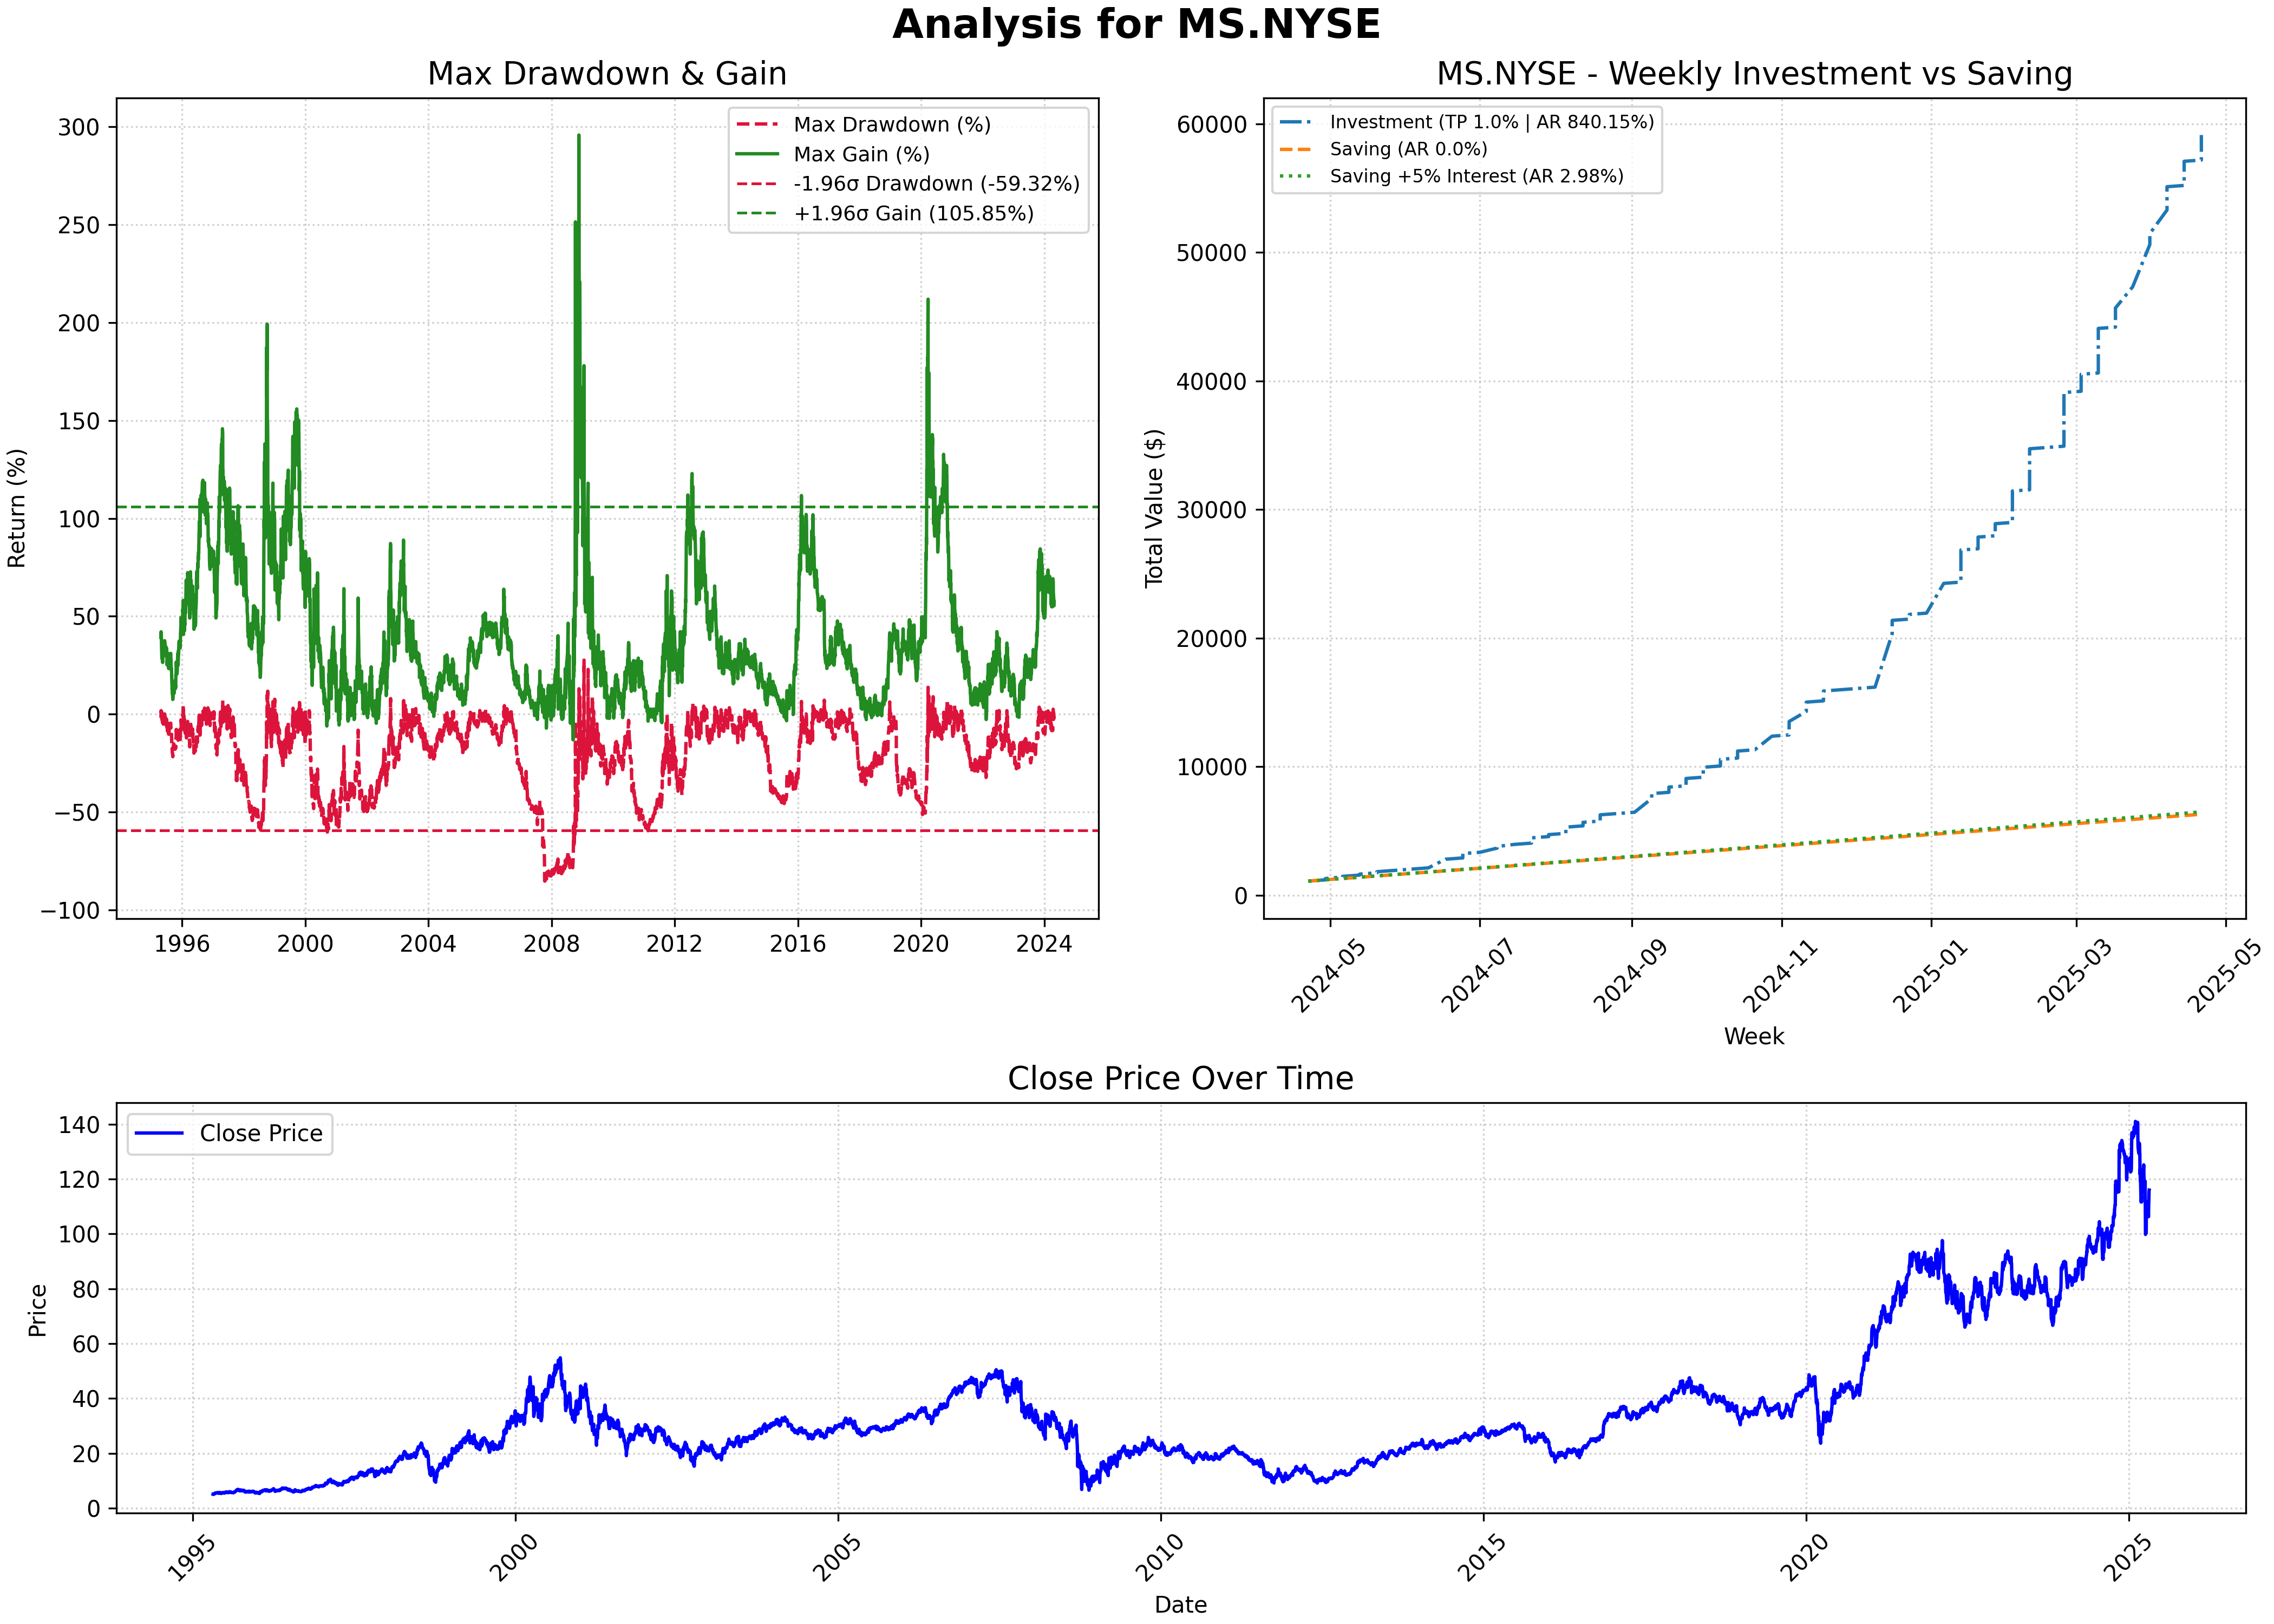 Analysis for MS.NYSE
Max Drawdown & Gain
Return (%)
300
250
200
150
100
50
0
−50
−100
1996
2000
2004
2008
2012
2016
2020
2024
Max Drawdown (%)
Max Gain (%)
-1.96σ Drawdown (-59.32%)
+1.96σ Gain (105.85%)
MS.NYSE - Weekly Investment vs Saving
Total Value ($)
60000
50000
40000
30000
20000
10000
0
2024-05
2024-07
2024-09
2024-11
2025-01
2025-03
2025-05
Week
Investment (TP 1.0% | AR 840.15%)
Saving (AR 0.0%)
Saving +5% Interest (AR 2.98%)
Close Price Over Time
Price
140
120
100
80
60
40
20
0
1995
2000
2005
2010
2015
2020
2025
Date
Close Price